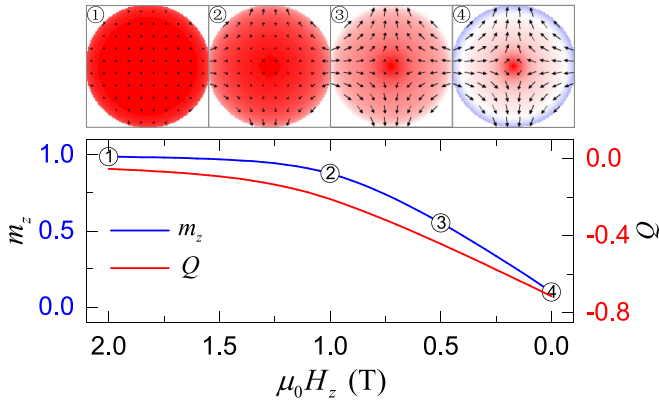 ① ② ③ ④
1.0 0.5 0.0
m_z
① ② ③ ④
m_z
Q
0.0 -0.4 -0.8
Q
2.0 1.5 1.0 0.5 0.0
μ₀H_z (T)